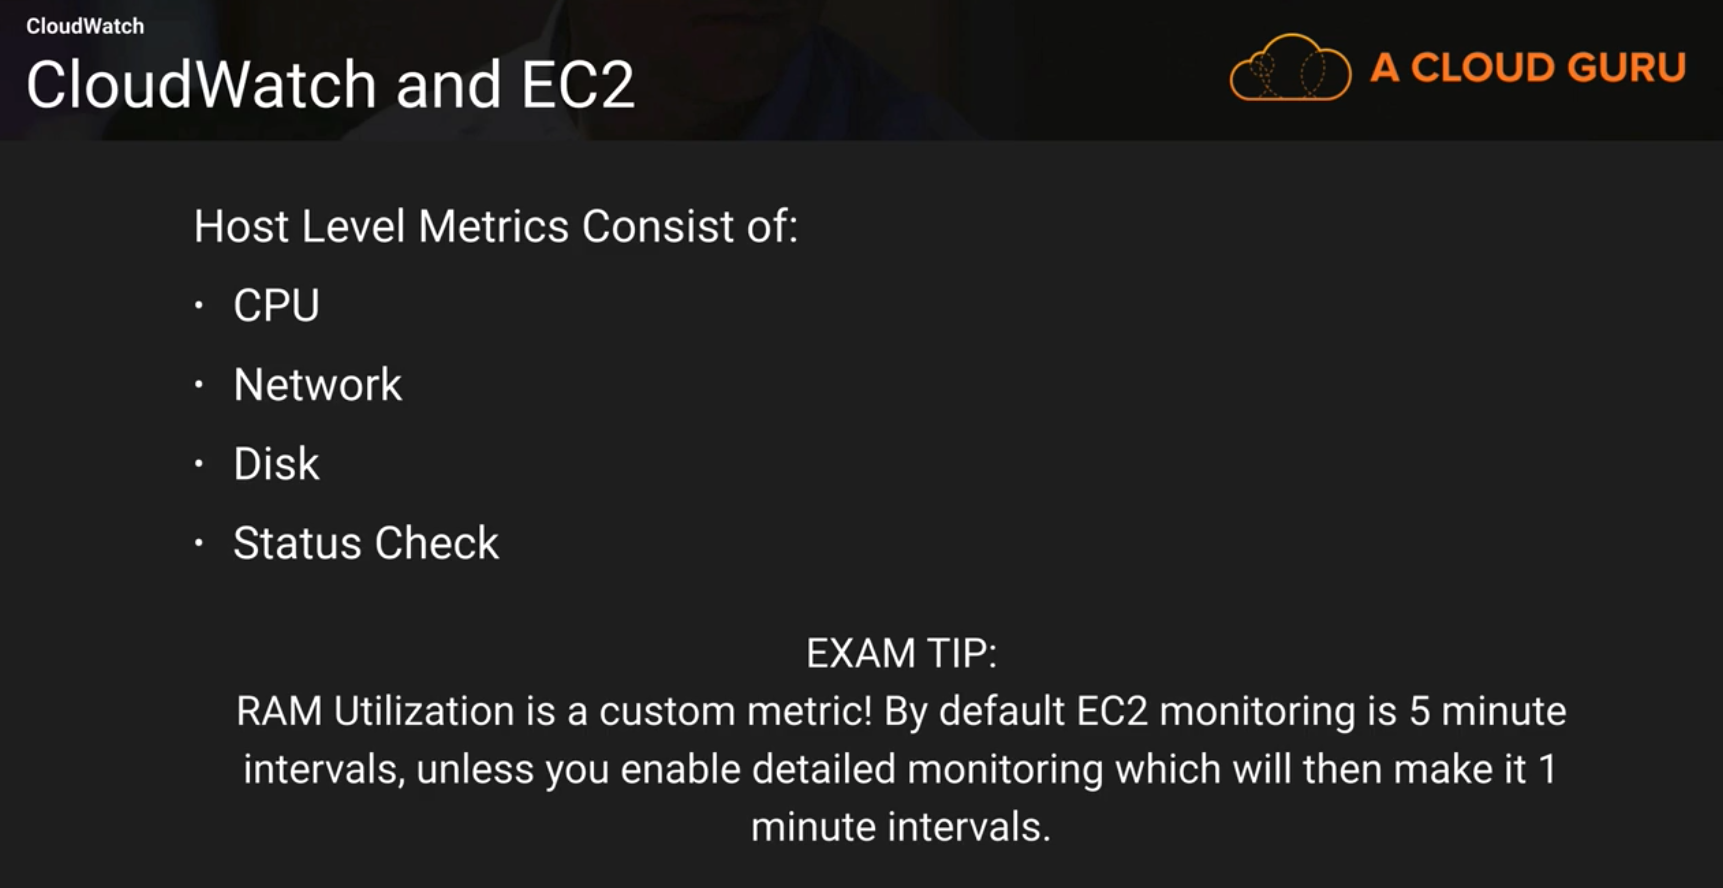 CloudWatch
CloudWatch and EC2
A CLOUD GURU
Host Level Metrics Consist of:
• CPU
• Network
• Disk
• Status Check
EXAM TIP:
RAM Utilization is a custom metric! By default EC2 monitoring is 5 minute
intervals, unless you enable detailed monitoring which will then make it 1
minute intervals.